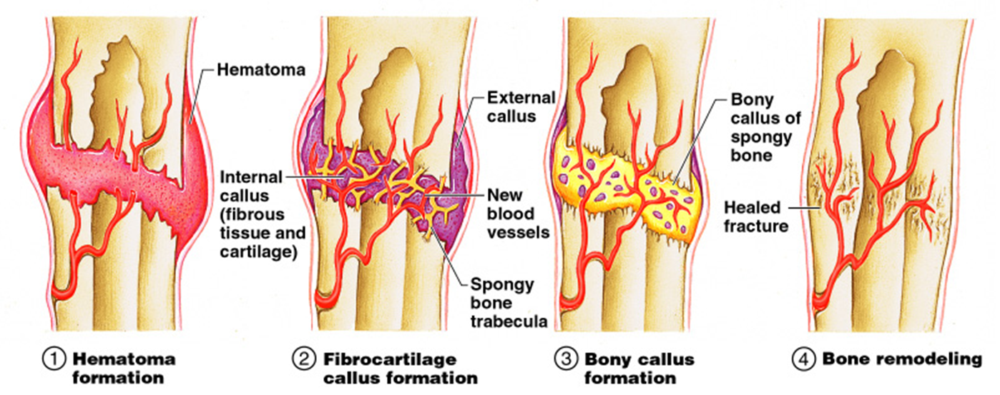 Hematoma
External
callus
Bony
callus of
spongy
bone
Internal
callus
(fibrous
tissue and
cartilage)
New
blood
vessels
Healed
fracture
Spongy
bone
trabecula
① Hematoma
formation
② Fibrocartilage
callus formation
③ Bony callus
formation
④ Bone remodeling